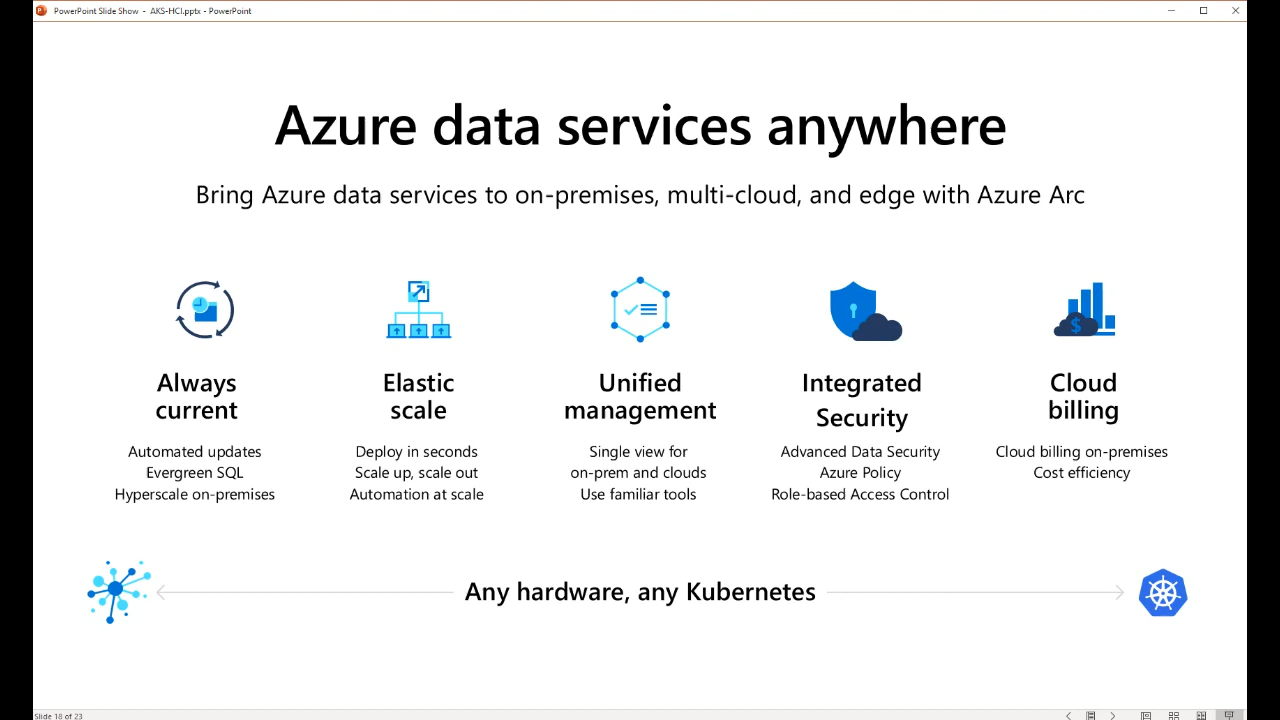 PowerPoint Slide Show - AKS-HCI.pptx - PowerPoint
Azure data services anywhere
Bring Azure data services to on-premises, multi-cloud, and edge with Azure Arc
Always
current
Automated updates
Evergreen SQL
Hyperscale on-premises
Elastic
scale
Deploy in seconds
Scale up, scale out
Automation at scale
Unified
management
Single view for
on-prem and clouds
Use familiar tools
Integrated
Security
Advanced Data Security
Azure Policy
Role-based Access Control
$
Cloud
billing
Cloud billing on-premises
Cost efficiency
Any hardware, any Kubernetes
Slide 18 of 23